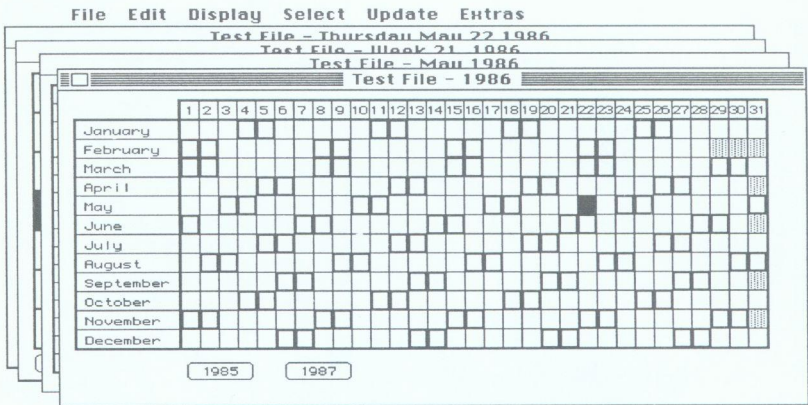 File Edit Display Select Update Extras
Test File - Thursday May 22 1986
Test File - Week 21, 1986
Test File - May 1986
Test File - 1986
1 2 3 4 5 6 7 8 9 10 11 12 13 14 15 16 17 18 19 20 21 22 23 24 25 26 27 28 29 30 31
January
February
March
April
May
June
July
August
September
October
November
December
1985 1987